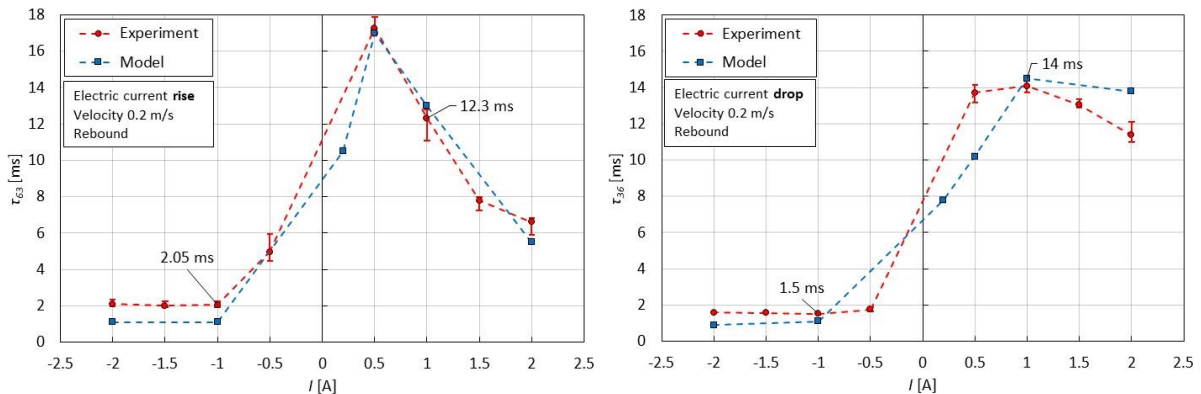 18
16
14
12
10
8
6
4
2
0
τ63 [ms]
Experiment
Model
Electric current rise
Velocity 0.2 m/s
Rebound
12.3 ms
2.05 ms
-2.5 -2 -1.5 -1 -0.5 0 0.5 1 1.5 2 2.5
I [A]
18
16
14
12
10
8
6
4
2
0
τ36 [ms]
Experiment
Model
Electric current drop
Velocity 0.2 m/s
Rebound
14 ms
1.5 ms
-2.5 -2 -1.5 -1 -0.5 0 0.5 1 1.5 2 2.5
I [A]